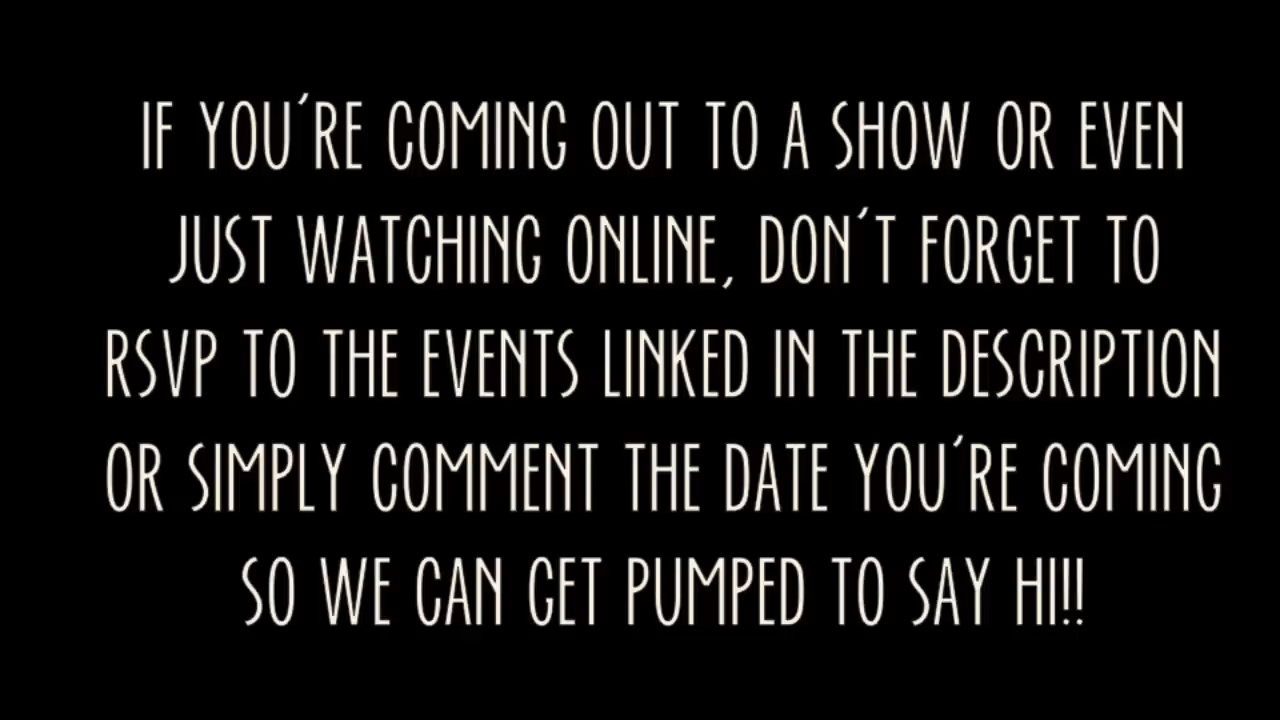 IF YOU'RE COMING OUT TO A SHOW OR EVEN
JUST WATCHING ONLINE, DON'T FORGET TO
RSVP TO THE EVENTS LINKED IN THE DESCRIPTION
OR SIMPLY COMMENT THE DATE YOU'RE COMING
SO WE CAN GET PUMPED TO SAY HI!!